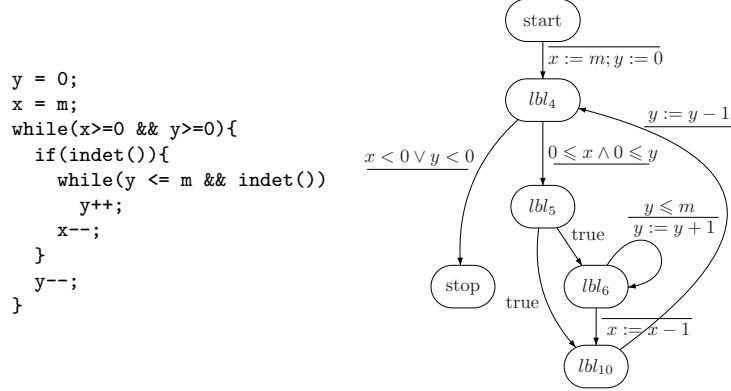 y = 0;
x = m;
while(x>=0 && y>=0){
  if(indet()){
    while(y <= m && indet())
      y++;
    x--;
  }
  y--;
}
start
x := m; y := 0
lbl4
y := y − 1
x < 0 ∨ y < 0
0 ⩽ x ∧ 0 ⩽ y
lbl5
y ⩽ m
y := y + 1
true
stop
lbl6
true
x := x − 1
lbl10